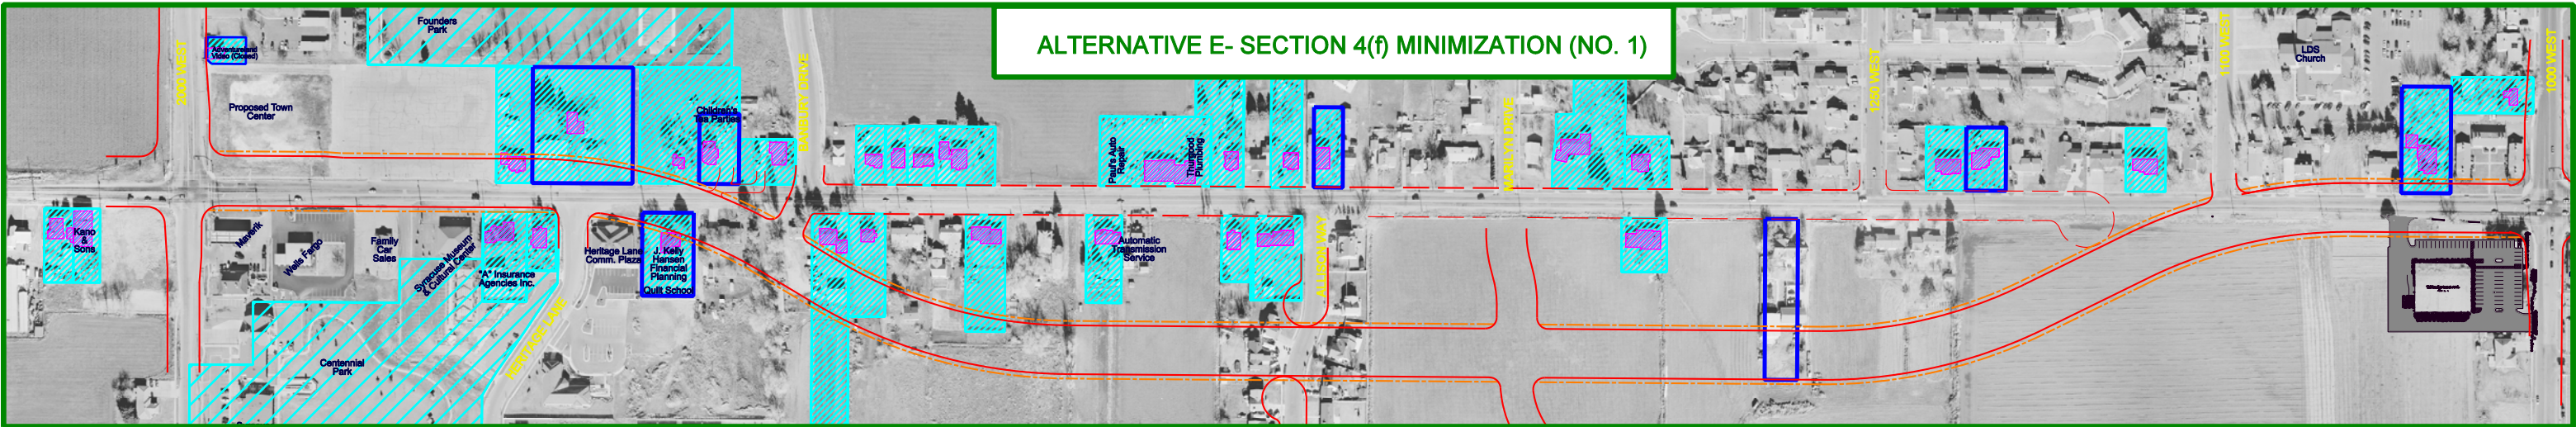 ALTERNATIVE E- SECTION 4(f) MINIMIZATION (NO. 1)
Founders
Park
Adventureland
Video (Closed)
2000 WEST
Proposed Town
Center
Children's
Tea Parties
BANBURY DRIVE
Paul's Auto
Repair
Thurgood
Plumbing
MARILYN DRIVE
1250 WEST
1100 WEST
LDS
Church
1000 WEST
Kano
&
Sons
Maverik
Wells Fargo
Family
Car
Sales
Syracuse Museum
& Cultural Center
"A" Insurance
Agencies Inc.
Heritage Lane
Comm. Plaza
J. Kelly
Hansen
Financial
Planning
Quilt School
Automatic
Transmission
Service
ALLISON WAY
HERITAGE LANE
Centennial
Park